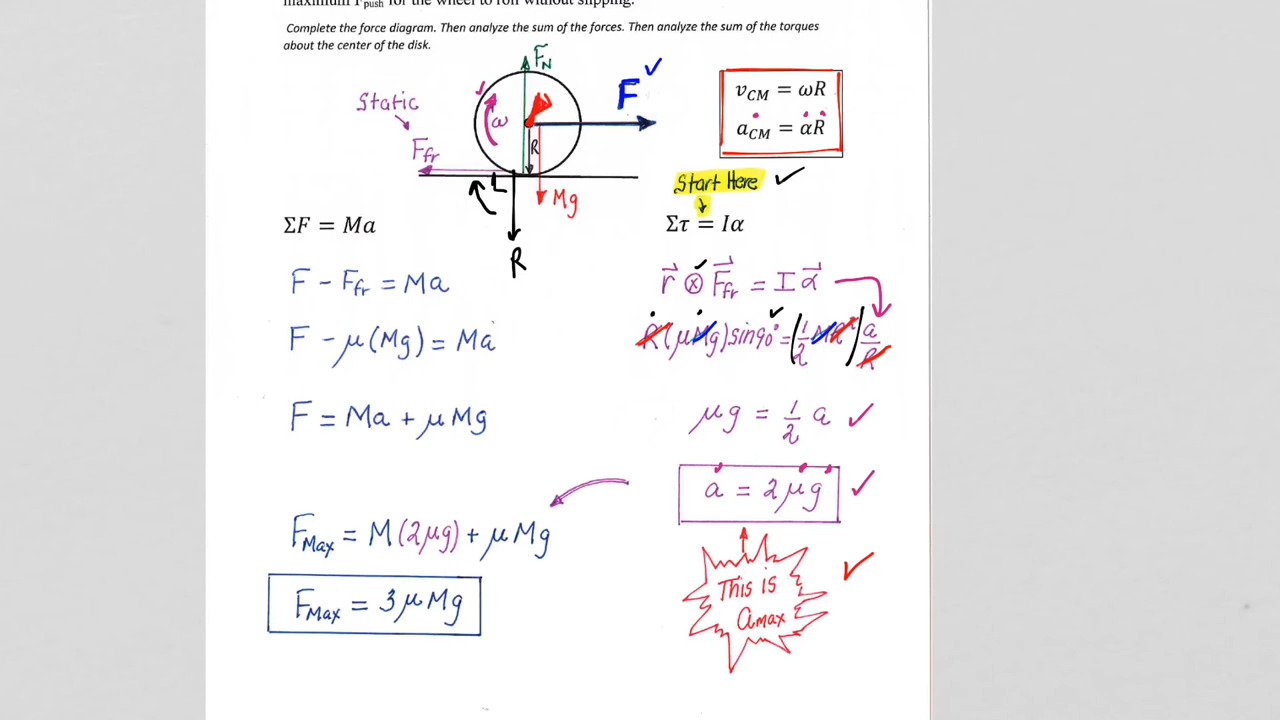 maximum Fpush for the wheel to roll without slipping.
Complete the force diagram. Then analyze the sum of the forces. Then analyze the sum of the torques
about the center of the disk.
F_N
F ✓
Static
ω
R
F_fr
L
Mg
R
v_CM = ωR
a_CM = αR
Start Here ✓
ΣF = Ma
F - F_fr = Ma
F - μ(Mg) = Ma
F = Ma + μMg
F_Max = M(2μg) + μMg
F_Max = 3μMg
Στ = Iα
r⃗ ⊗ F⃗_fr = Iα⃗
R(μMg)sin90° = (1/2 MR²) a/R
μg = 1/2 a ✓
a = 2μg ✓
This is ✓
a_max